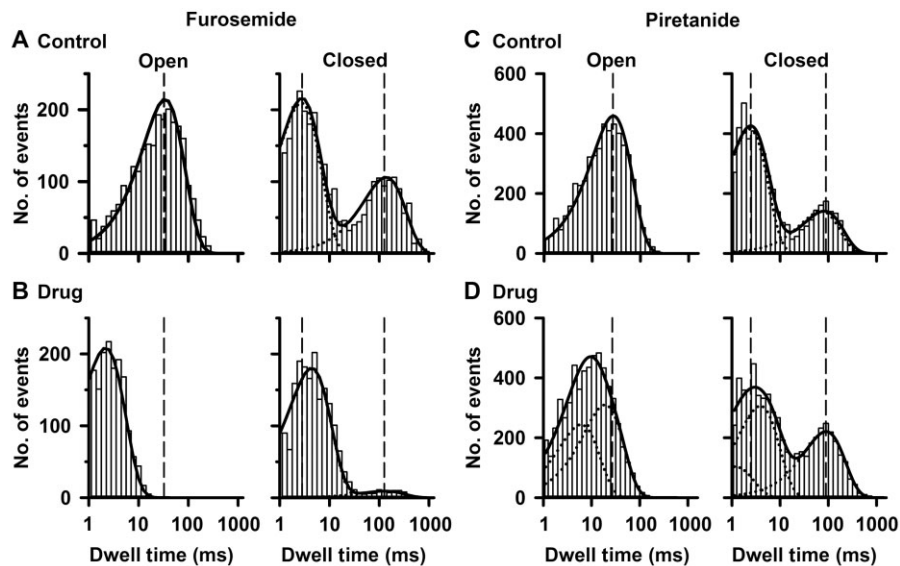 Furosemide
A Control
Open
Closed
No. of events
200
100
0
B Drug
No. of events
200
100
0
1 10 100 1000
Dwell time (ms)
1 10 100 1000
Dwell time (ms)
Piretanide
C Control
Open
Closed
No. of events
600
400
200
0
D Drug
No. of events
600
400
200
0
1 10 100 1000
Dwell time (ms)
1 10 100 1000
Dwell time (ms)